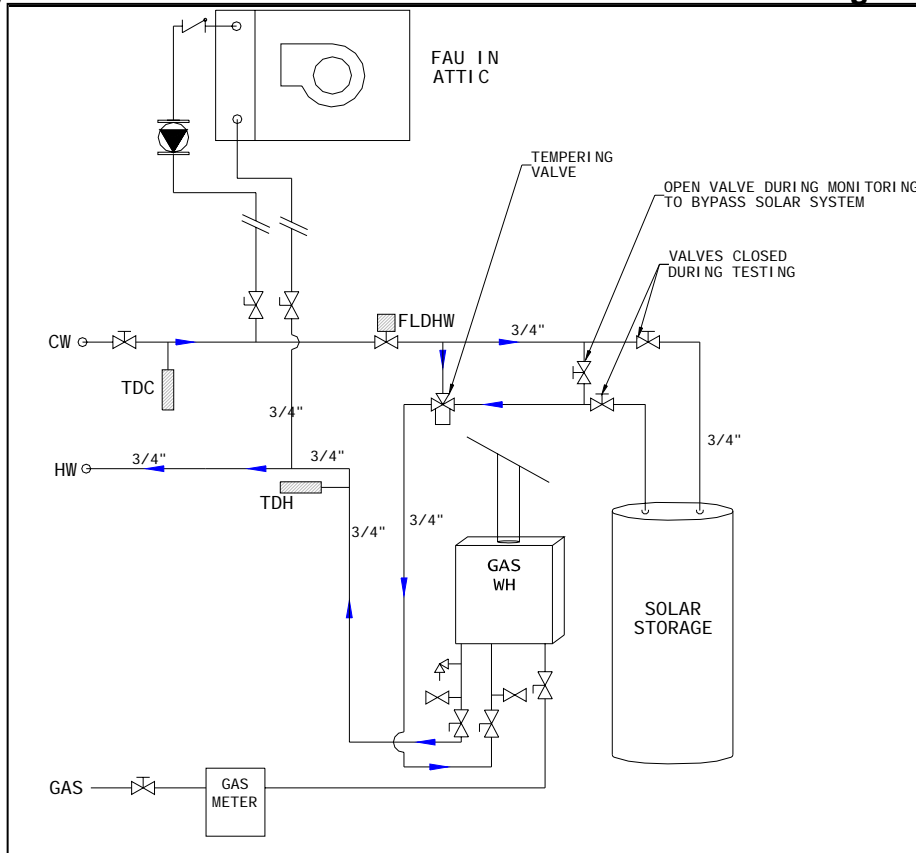 FAU IN
ATTIC
TEMPERING
VALVE
OPEN VALVE DURING MONITORING
TO BYPASS SOLAR SYSTEM
VALVES CLOSED
DURING TESTING
FLDHW
3/4"
CW
TDC
3/4"
3/4"
HW
3/4"
3/4"
TDH
3/4"
3/4"
GAS
WH
SOLAR
STORAGE
GAS
GAS
METER